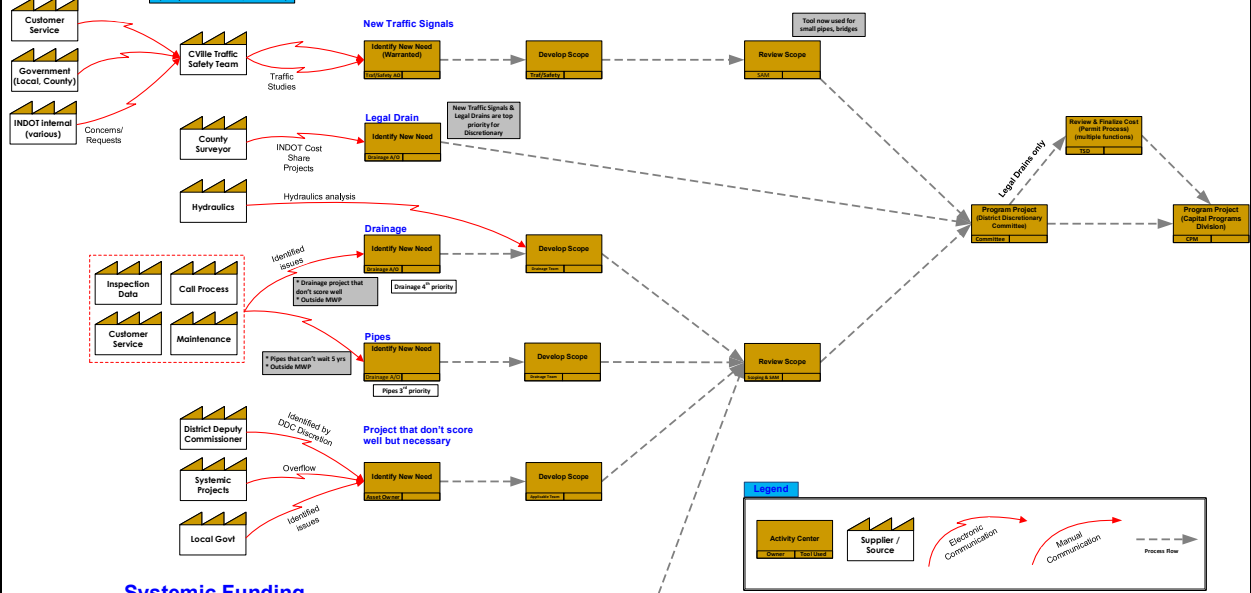 Customer
Service
Government
(Local, County)
INDOT internal
(various)
Concerns/
Requests
CVille Traffic
Safety Team
Traffic
Studies
New Traffic Signals
Identify New Need
(Warranted)
Traf/Safety AO
Develop Scope
Traf/Safety
Review Scope
SAM
Tool now used for
small pipes, bridges
County
Surveyor
INDOT Cost
Share
Projects
Legal Drain
Identify New Need
Drainage A/O
New Traffic Signals &
Legal Drains are top
priority for
Discretionary
Legal Drains only
Review & Finalize Cost
(Permit Process)
(multiple functions)
TSD
Program Project
(District Discretionary
Committee)
Committee
Program Project
(Capital Programs
Division)
CPM
Hydraulics
Hydraulics analysis
Drainage
Identify New Need
Drainage A/O
Develop Scope
Drainage Team
Identified
issues
* Drainage project that
don't score well
* Outside MWP
Drainage 4th priority
Inspection
Data
Call Process
Customer
Service
Maintenance
Pipes
Identify New Need
Drainage A/O
Develop Scope
Drainage Team
* Pipes that can't wait 5 yrs
* Outside MWP
Pipes 3rd priority
Review Scope
Scoping & SAM
District Deputy
Commissioner
Identified by
DDC Discretion
Systemic
Projects
Overflow
Local Govt
Identified
issues
Project that don't score
well but necessary
Identify New Need
Asset Owner
Develop Scope
Applicable Team
Legend
Activity Center
Owner
Tool Used
Supplier /
Source
Electronic
Communication
Manual
Communication
Process Flow
Systemic Funding